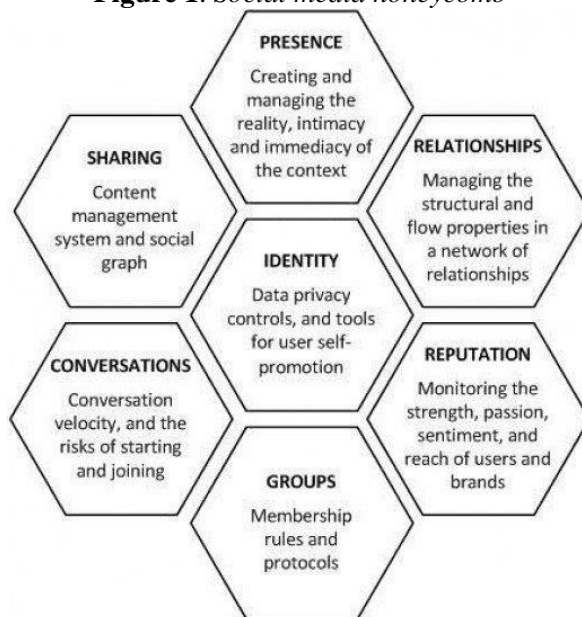 Figure 1. Social media honeycomb
PRESENCE
Creating and
managing the
reality, intimacy
and immediacy of
the context
SHARING
Content
management
system and social
graph
RELATIONSHIPS
Managing the
structural and
flow properties in
a network of
relationships
IDENTITY
Data privacy
controls, and tools
for user self-
promotion
CONVERSATIONS
Conversation
velocity, and the
risks of starting
and joining
REPUTATION
Monitoring the
strength, passion,
sentiment, and
reach of users and
brands
GROUPS
Membership
rules and
protocols